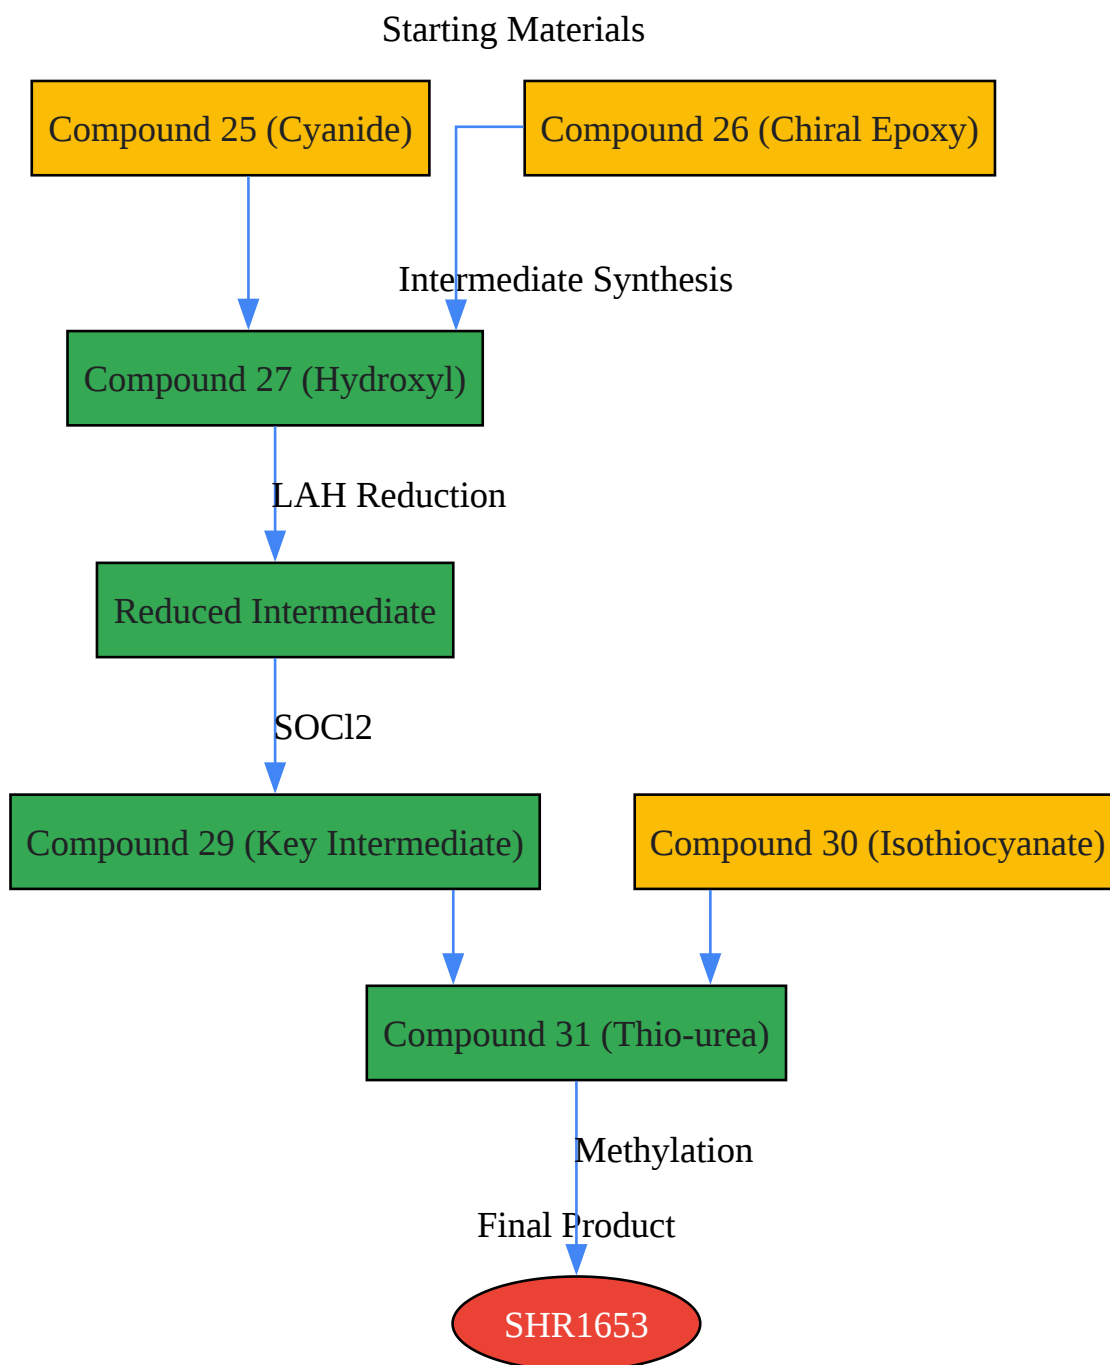 Starting Materials
Compound 25 (Cyanide)
Compound 26 (Chiral Epoxy)
Intermediate Synthesis
Compound 27 (Hydroxyl)
LAH Reduction
Reduced Intermediate
SOCl2
Compound 29 (Key Intermediate)
Compound 30 (Isothiocyanate)
Compound 31 (Thio-urea)
Methylation
Final Product
SHR1653